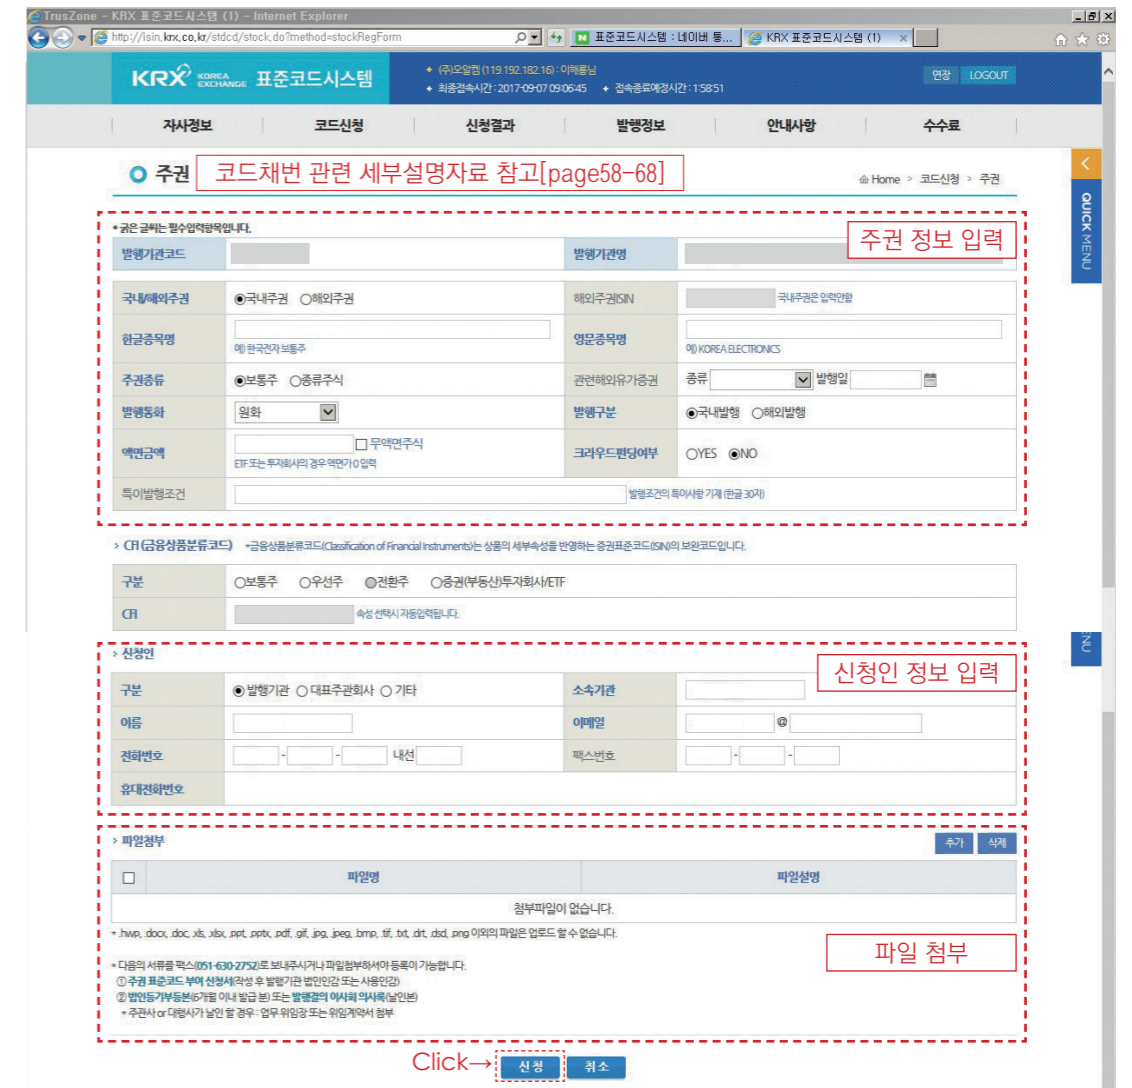 TrusZone - KRX 표준코드시스템 (1) - Internet Explorer
http://isin.krx.co.kr/stdcd/stock.do?method=stockRegForm
표준코드시스템 : 네이버 통...
KRX 표준코드시스템 (1)
KRX KOREA EXCHANGE 표준코드시스템
(주)오알켐 (119.192.182.16) : 이해룡님
최종접속시간 : 2017-09-07 09:06:45 접속종료예정시간 : 1:58:51
연장 LOGOUT
자사정보 코드신청 신청결과 발행정보 안내사항 수수료
주권
코드채번 관련 세부설명자료 참고[page58-68]
Home > 코드신청 > 주권
QUICK MENU
* 굵은 글씨는 필수입력항목입니다.
주권 정보 입력
발행기관코드 발행기관명
국내/해외주권 국내주권 해외주권 해외주권ISIN 국내주권은 입력안함
한글종목명 예) 한국전자 보통주 영문종목명 예) KOREA ELECTRONICS
주권종류 보통주 종류주식 관련해외유가증권 종류 발행일
발행통화 원화 발행구분 국내발행 해외발행
액면금액 무액면주식 크라우드펀딩여부 YES NO
ETF 또는 투자회사의 경우 액면가 0 입력
특이발행조건 발행조건의 특이사항 기재 (한글 30자)
> CFI (금융상품분류코드) *금융상품분류코드(Classification of Financial Instruments)는 상품의 세부속성을 반영하는 증권표준코드(ISIN)의 보완코드입니다.
구분 보통주 우선주 전환주 증권(부동산)투자회사/ETF
CFI 속성 선택시 자동입력됩니다.
ENU
> 신청인
신청인 정보 입력
구분 발행기관 대표주관회사 기타 소속기관
이름 이메일 @
전화번호 - - 내선 팩스번호 - -
휴대전화번호
> 파일첨부
추가 삭제
파일명 파일설명
첨부파일이 없습니다.
* .hwp, .docx, .doc, .xls, .xlsx, .ppt, .pptx, .pdf, .gif, .jpg, .jpeg, .bmp, .tif, .txt, .drt, .dsd, .png 이외의 파일은 업로드 할 수 없습니다.
파일 첨부
* 다음의 서류를 팩스(051-630-2752)로 보내주시거나 파일첨부하셔야 등록이 가능합니다.
① 주권 표준코드 부여 신청서(작성 후 발행기관 법인인감 또는 사용인감)
② 법인등기부등본(6개월 이내 발급 분) 또는 발행결의 이사회 의사록(날인본)
* 주관사 or 대행사가 날인 할 경우 : 업무 위임장 또는 위임계약서 첨부
Click→ 신청 취소